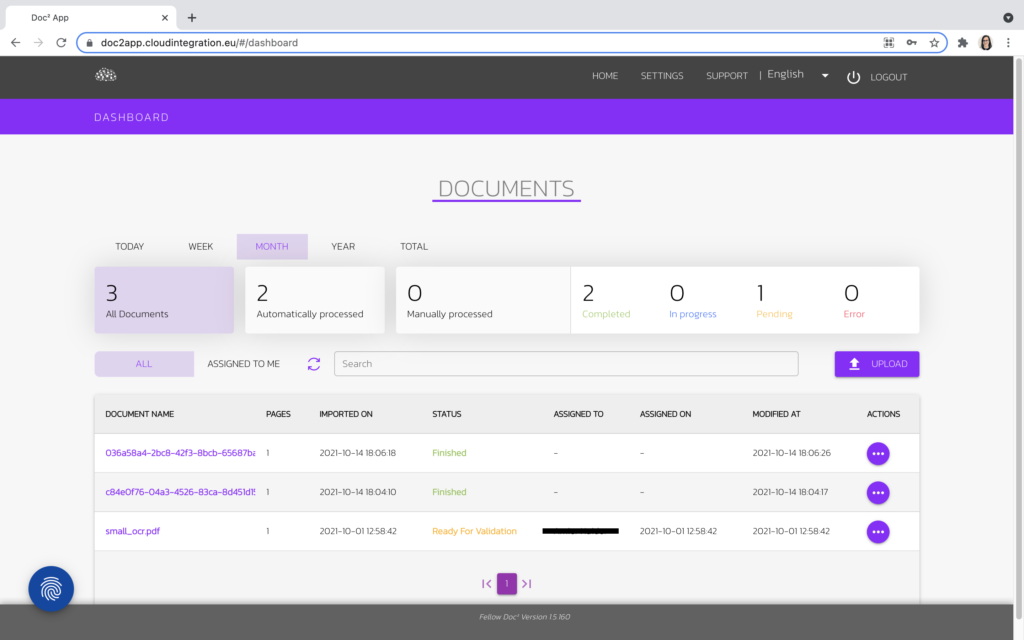 Doc² App
doc2app.cloudintegration.eu/#/dashboard
HOME SETTINGS SUPPORT | English LOGOUT
DASHBOARD
DOCUMENTS
TODAY WEEK MONTH YEAR TOTAL
3 2 0 2 0 1 0
All Documents Automatically processed Manually processed Completed In progress Pending Error
ALL ASSIGNED TO ME Search UPLOAD
DOCUMENT NAME PAGES IMPORTED ON STATUS ASSIGNED TO ASSIGNED ON MODIFIED AT ACTIONS
036a58a4-2bc8-42f3-8bcb-65687ba 1 2021-10-14 18:06:18 Finished - - 2021-10-14 18:06:26
c84e0f76-04a3-4526-83ca-8d451d15 1 2021-10-14 18:04:10 Finished - - 2021-10-14 18:04:17
small_ocr.pdf 1 2021-10-01 12:58:42 Ready For Validation 2021-10-01 12:58:42 2021-10-01 12:58:42
1
Fellow Doc² Version 1.5.160